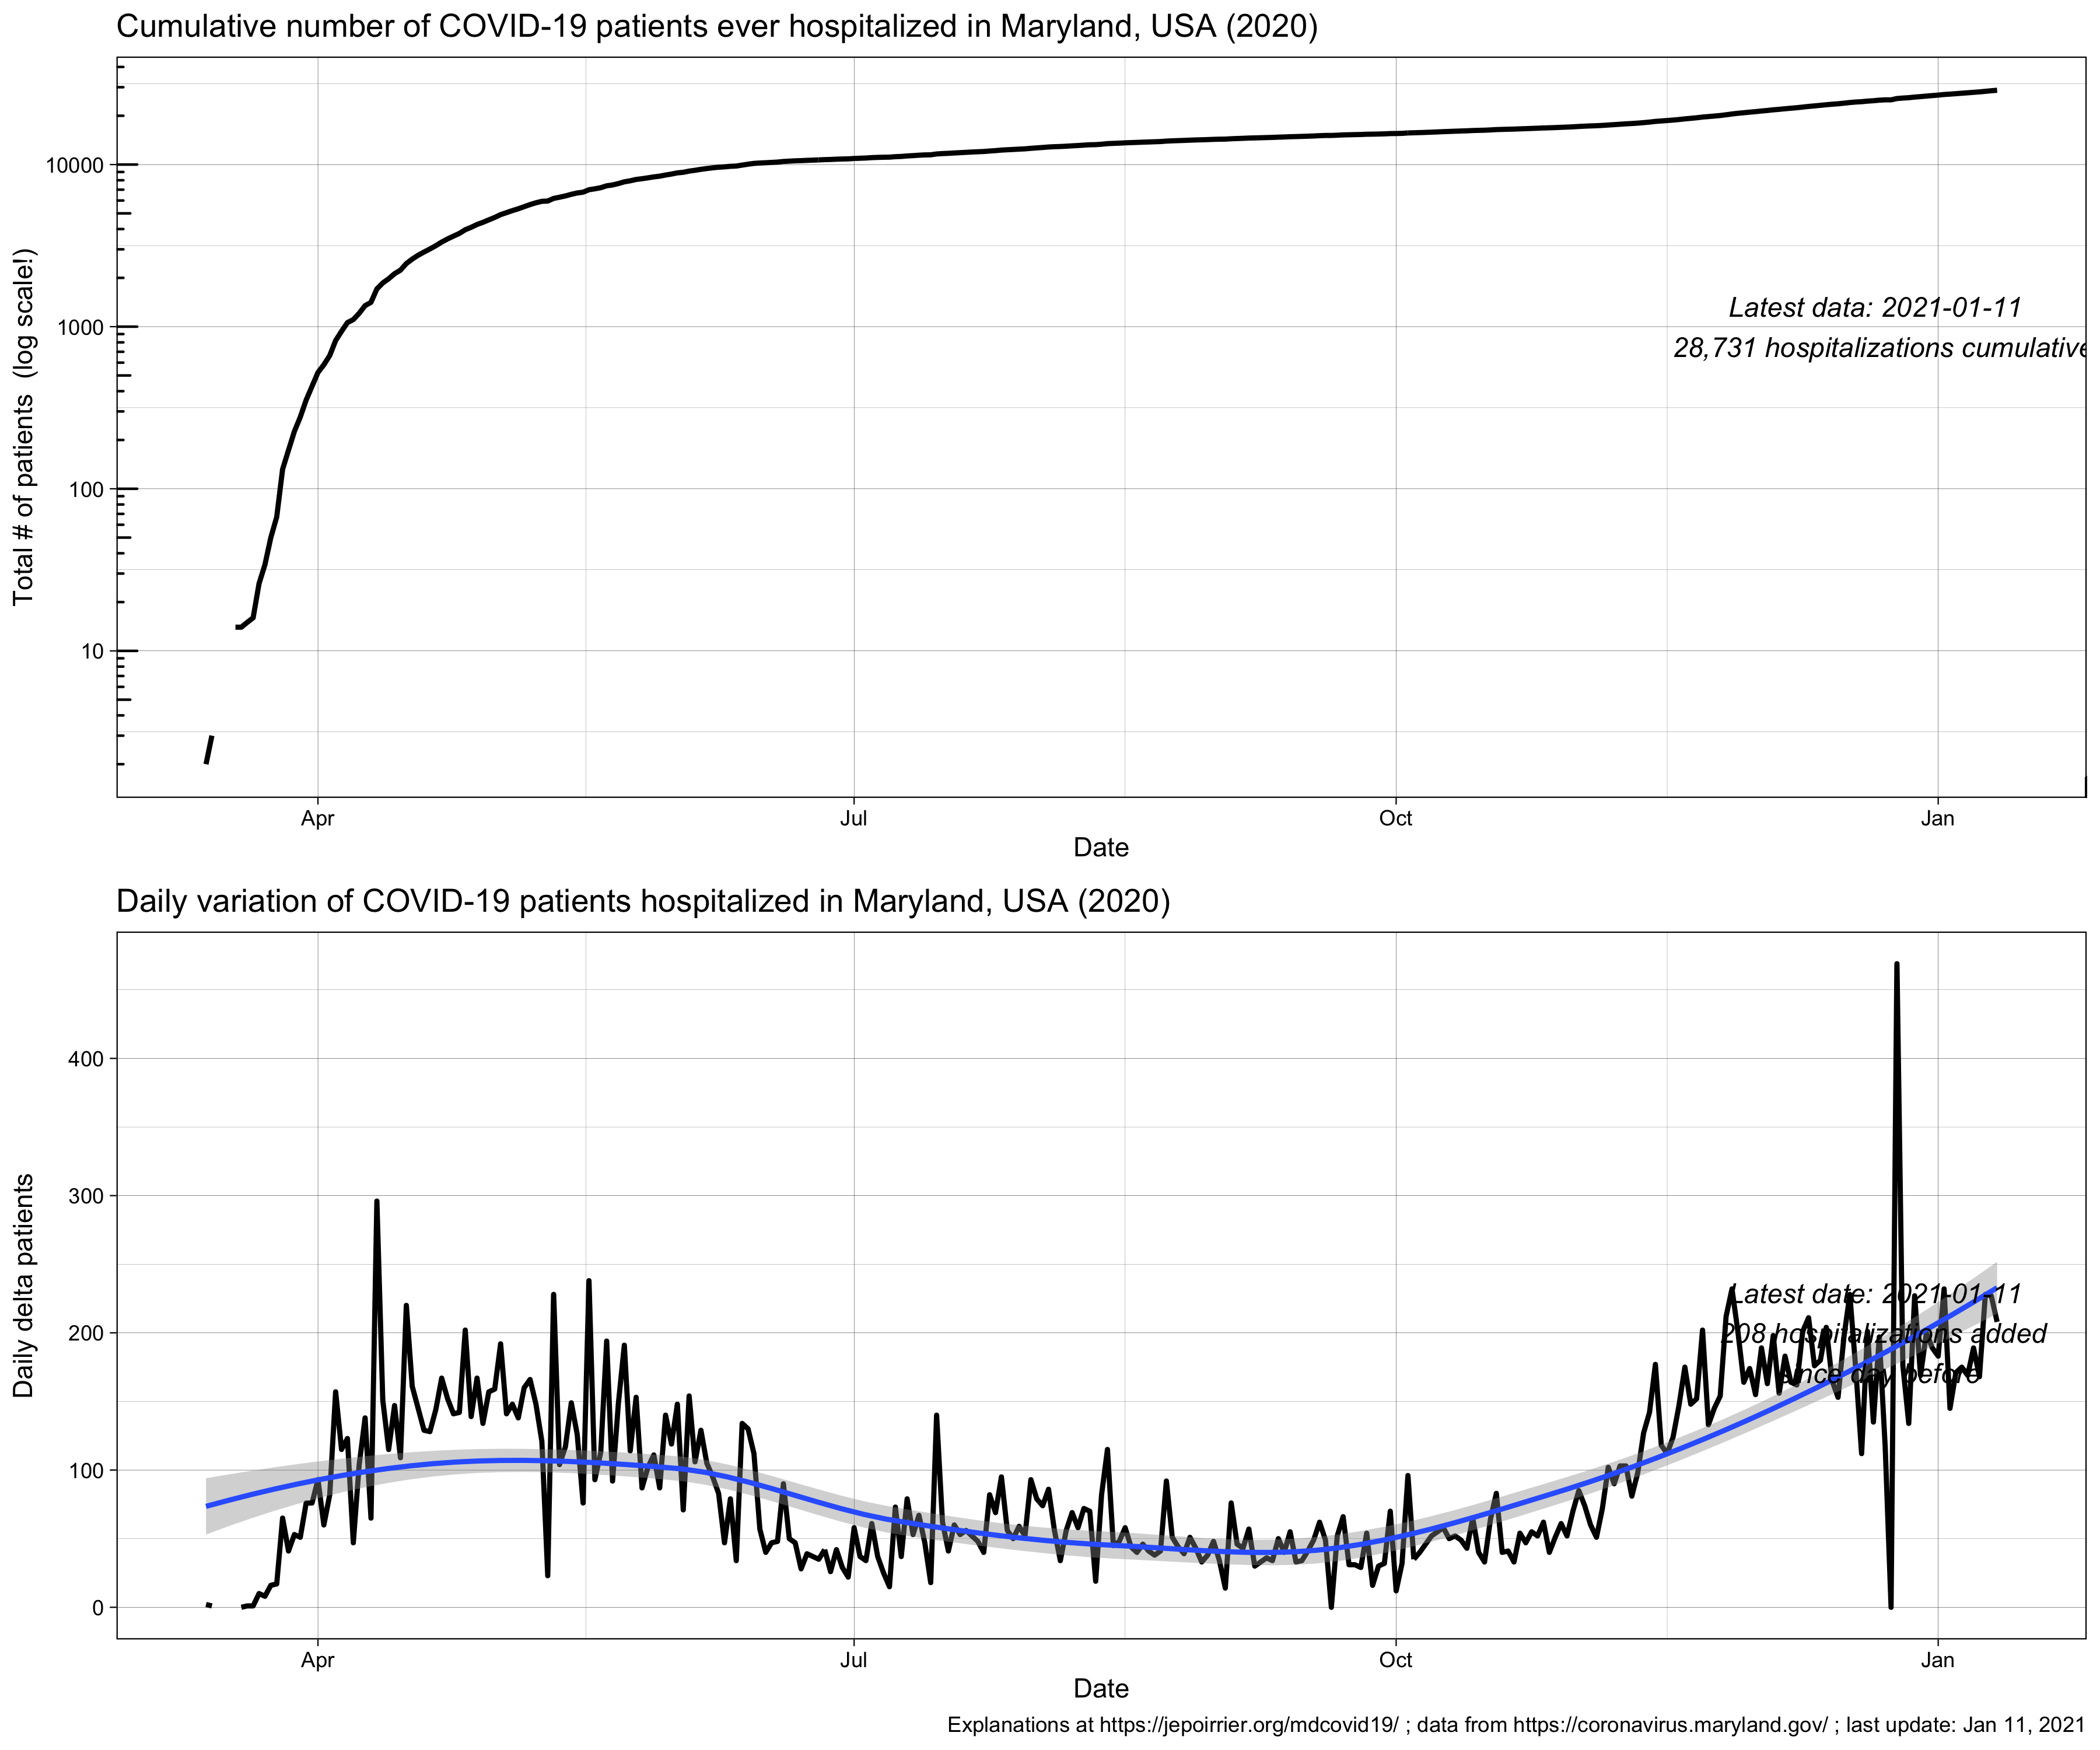 Cumulative number of COVID-19 patients ever hospitalized in Maryland, USA (2020)
Total # of patients (log scale!)
10000
1000
100
10
Latest data: 2021-01-11
28,731 hospitalizations cumulative
Apr
Jul
Oct
Jan
Date
Daily variation of COVID-19 patients hospitalized in Maryland, USA (2020)
Daily delta patients
400
300
200
100
0
Latest date: 2021-01-11
208 hospitalizations added
since day before
Apr
Jul
Oct
Jan
Date
Explanations at https://jepoirrier.org/mdcovid19/ ; data from https://coronavirus.maryland.gov/ ; last update: Jan 11, 2021